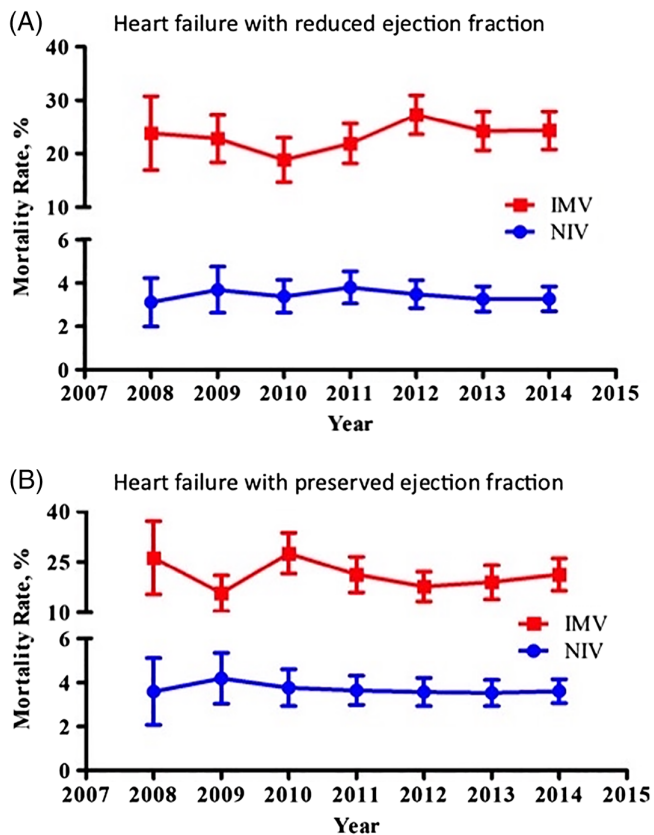 (A) Heart failure with reduced ejection fraction
40
30
20
10
6
4
2
0
Mortality Rate, %
IMV
NIV
2007 2008 2009 2010 2011 2012 2013 2014 2015
Year
(B) Heart failure with preserved ejection fraction
40
25
10
6
4
2
0
Mortality Rate, %
IMV
NIV
2007 2008 2009 2010 2011 2012 2013 2014 2015
Year